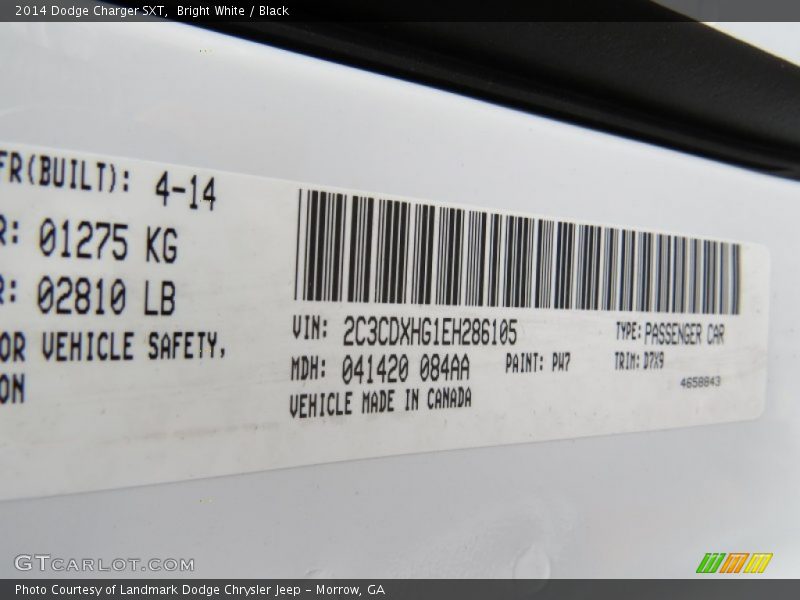 2014 Dodge Charger SXT,  Bright White / Black
FR(BUILT): 4-14
R: 01275 KG
R: 02810 LB
OR VEHICLE SAFETY,
ON
VIN: 2C3CDXHG1EH286105
TYPE: PASSENGER CAR
MDH: 041420 084AA
PAINT: PW7
TRIM: D7X9
VEHICLE MADE IN CANADA
4658843
GTCARLOT.COM
Photo Courtesy of Landmark Dodge Chrysler Jeep - Morrow, GA